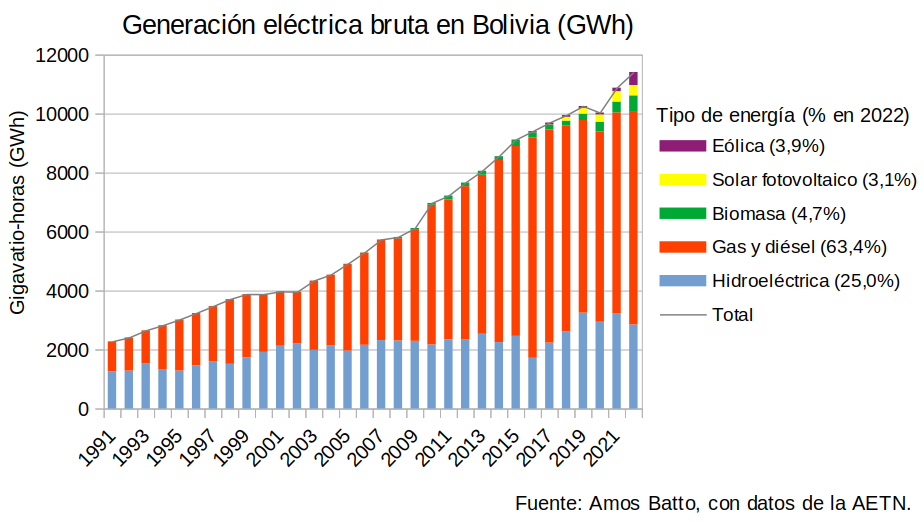 Generación eléctrica bruta en Bolivia (GWh)
Gigavatio-horas (GWh)
12000
10000
8000
6000
4000
2000
0
1991
1993
1995
1997
1999
2001
2003
2005
2007
2009
2011
2013
2015
2017
2019
2021
Tipo de energía (% en 2022)
Eólica (3,9%)
Solar fotovoltaico (3,1%)
Biomasa (4,7%)
Gas y diésel (63,4%)
Hidroeléctrica (25,0%)
Total
Fuente: Amos Batto, con datos de la AETN.